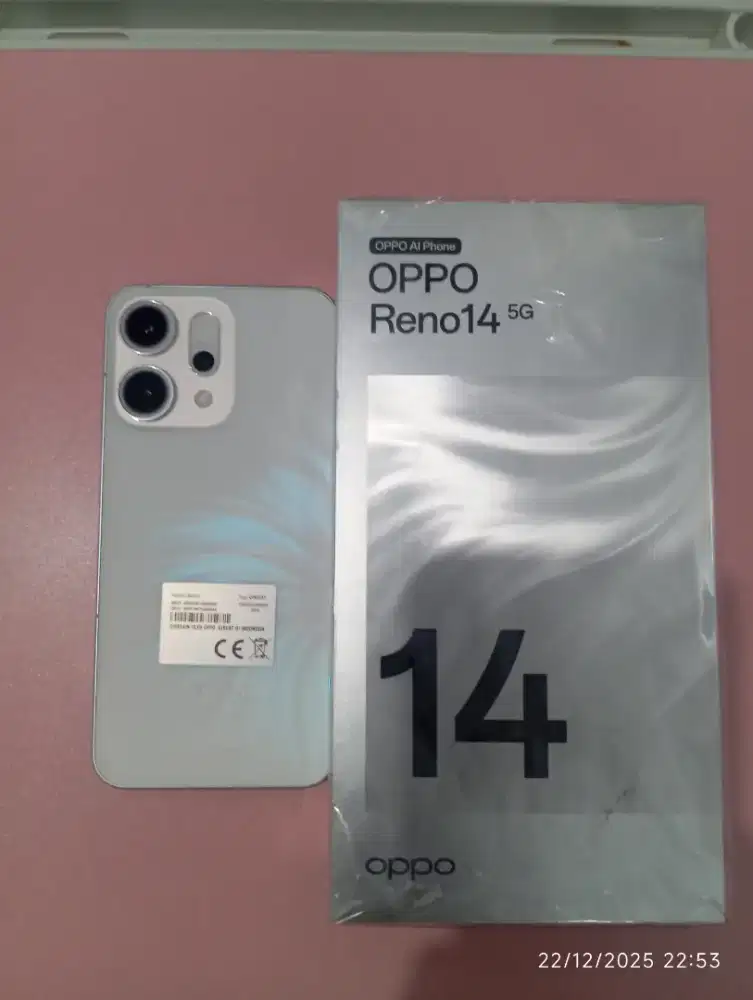 OPPO AI Phone
OPPO
Reno14 5G
14
CE
oppo
22/12/2025 22:53